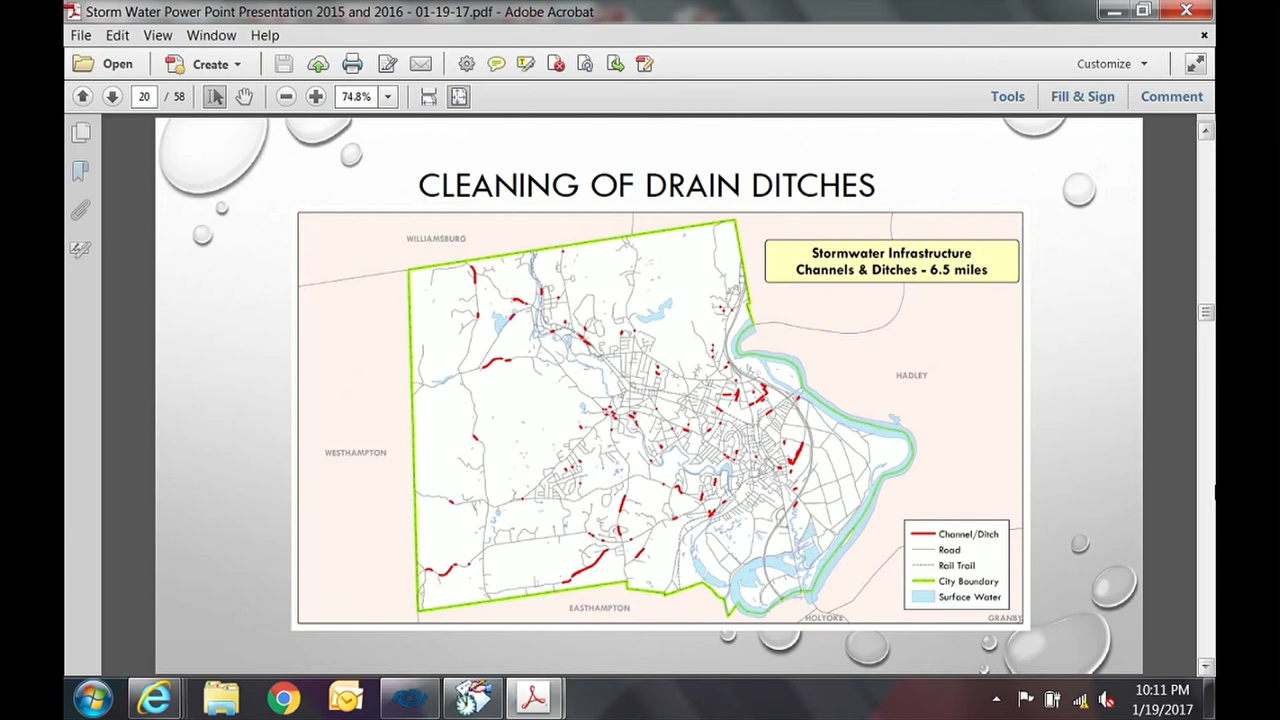 Storm Water Power Point Presentation 2015 and 2016 - 01-19-17.pdf - Adobe Acrobat
File Edit View Window Help
Open Create Customize
20 / 58 74.8% Tools Fill & Sign Comment
CLEANING OF DRAIN DITCHES
WILLIAMSBURG
Stormwater Infrastructure
Channels & Ditches - 6.5 miles
HADLEY
WESTHAMPTON
Channel/Ditch
Road
Rail Trail
City Boundary
Surface Water
EASTHAMPTON
HOLYOKE
GRANBY
10:11 PM
1/19/2017